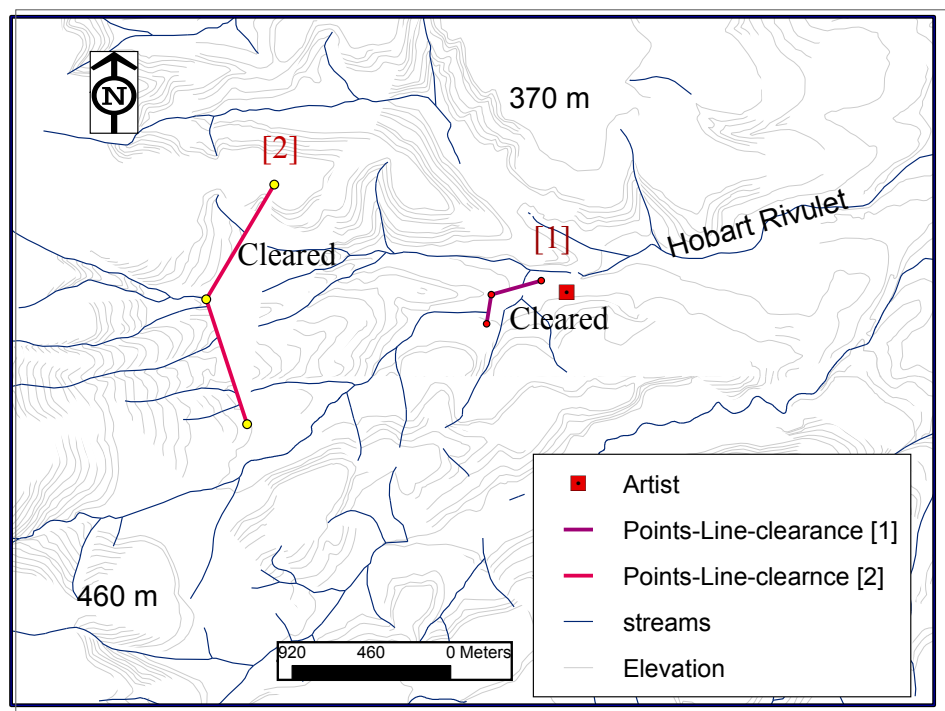 N
370 m
[2]
Hobart Rivulet
[1]
Cleared
Cleared
460 m
Artist
Points-Line-clearance [1]
Points-Line-clearnce [2]
streams
Elevation
920 460 0 Meters